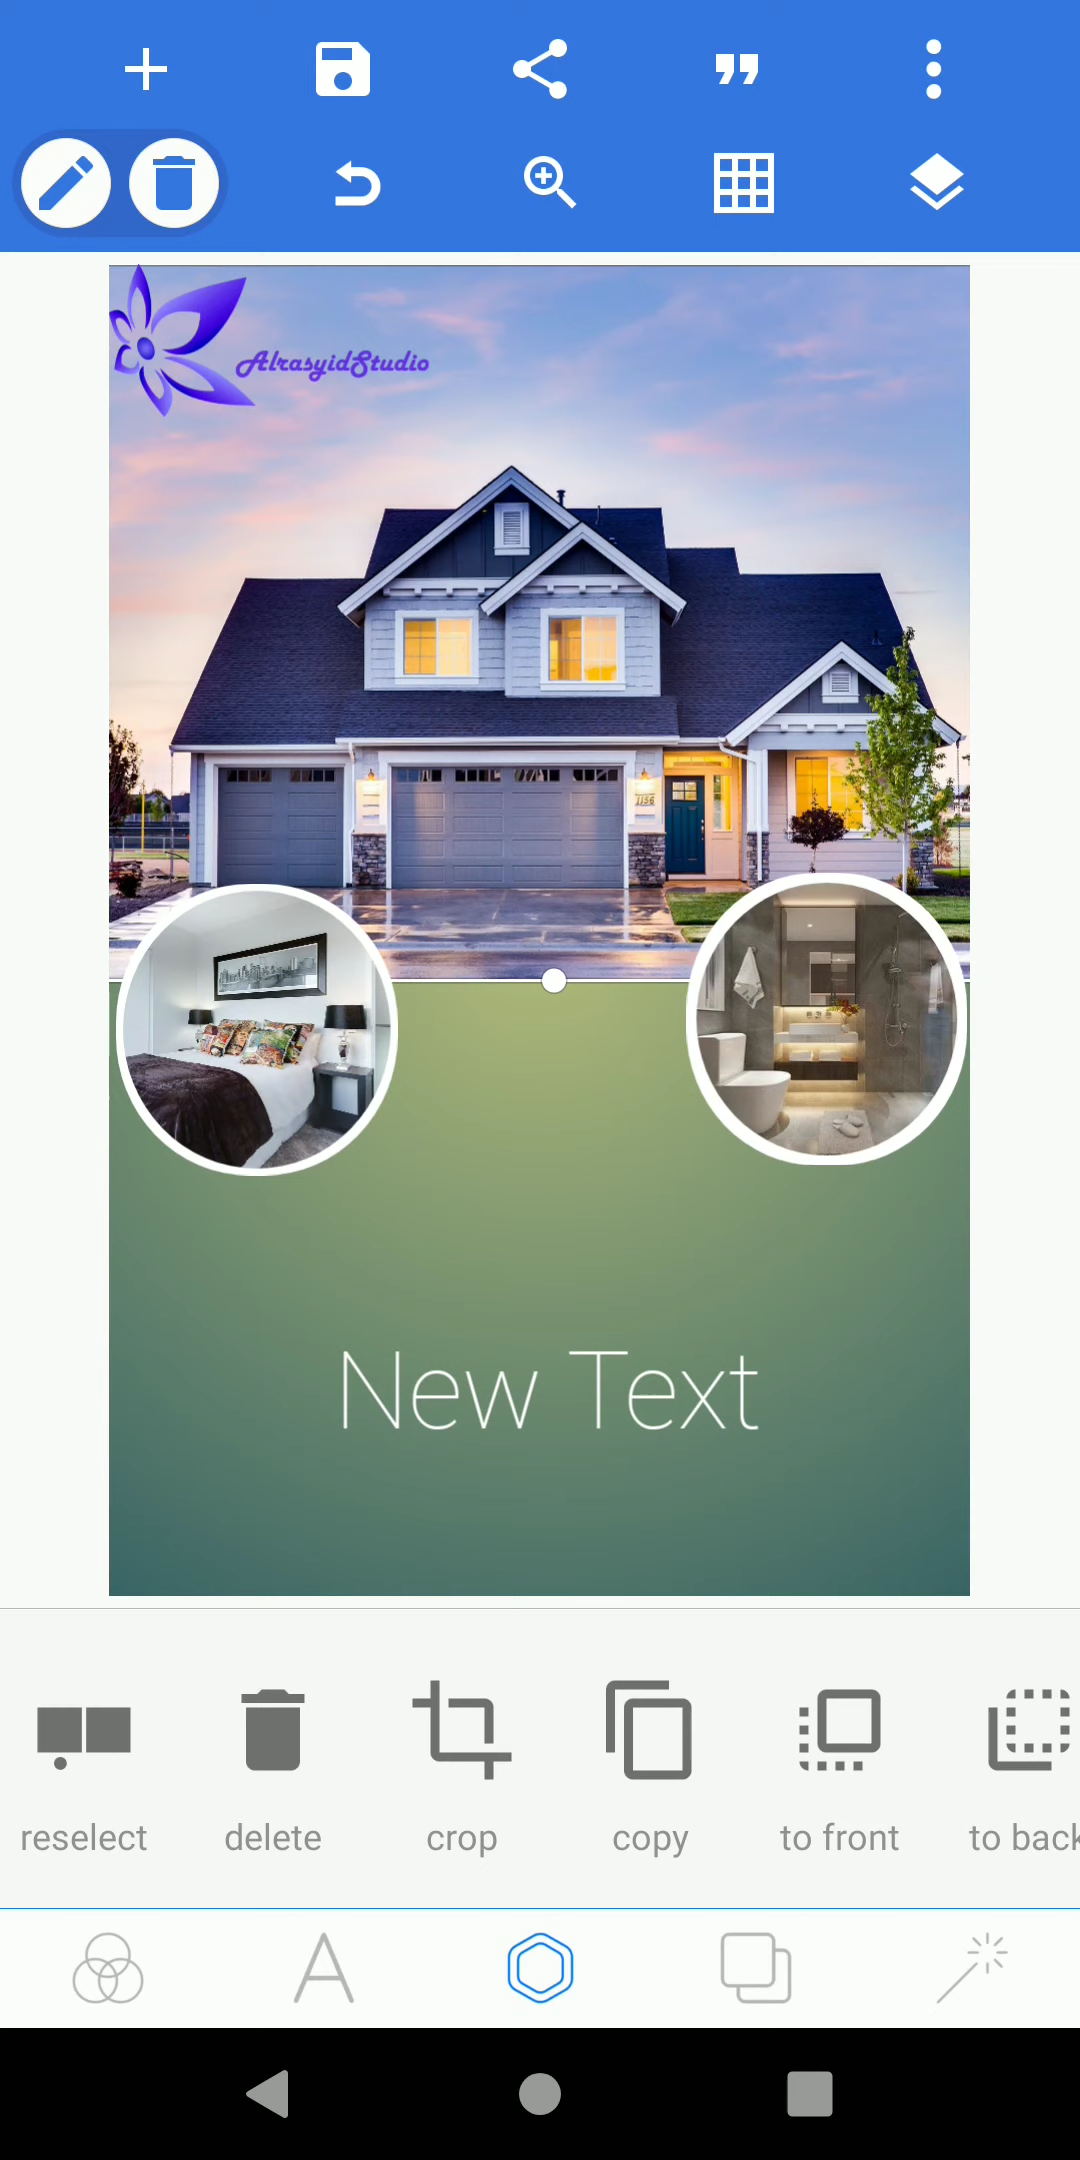 AlrasyidStudio
1156
New Text
reselect
delete
crop
copy
to front
to back